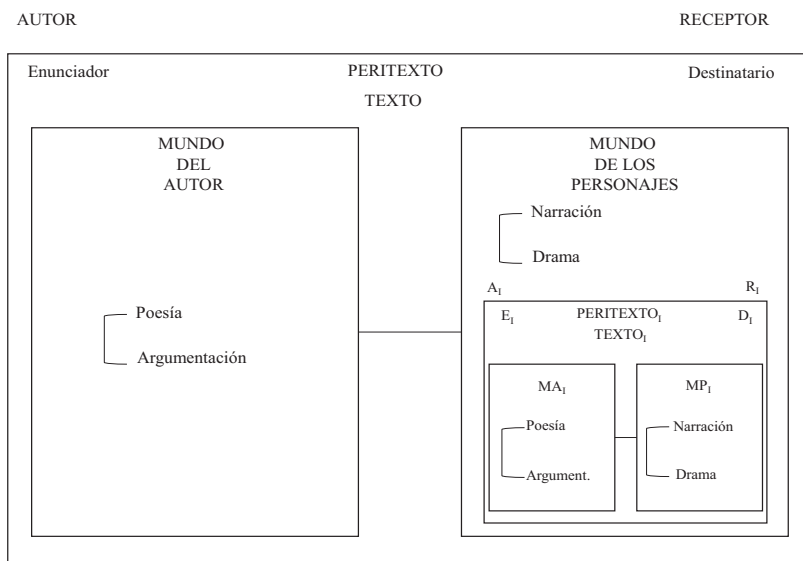 AUTOR RECEPTOR
Enunciador PERITEXTO Destinatario
TEXTO
MUNDO
DEL
AUTOR
Poesía
Argumentación
MUNDO
DE LOS
PERSONAJES
Narración
Drama
A_I R_I
E_I PERITEXTO_I D_I
TEXTO_I
MA_I
Poesía
Argument.
MP_I
Narración
Drama